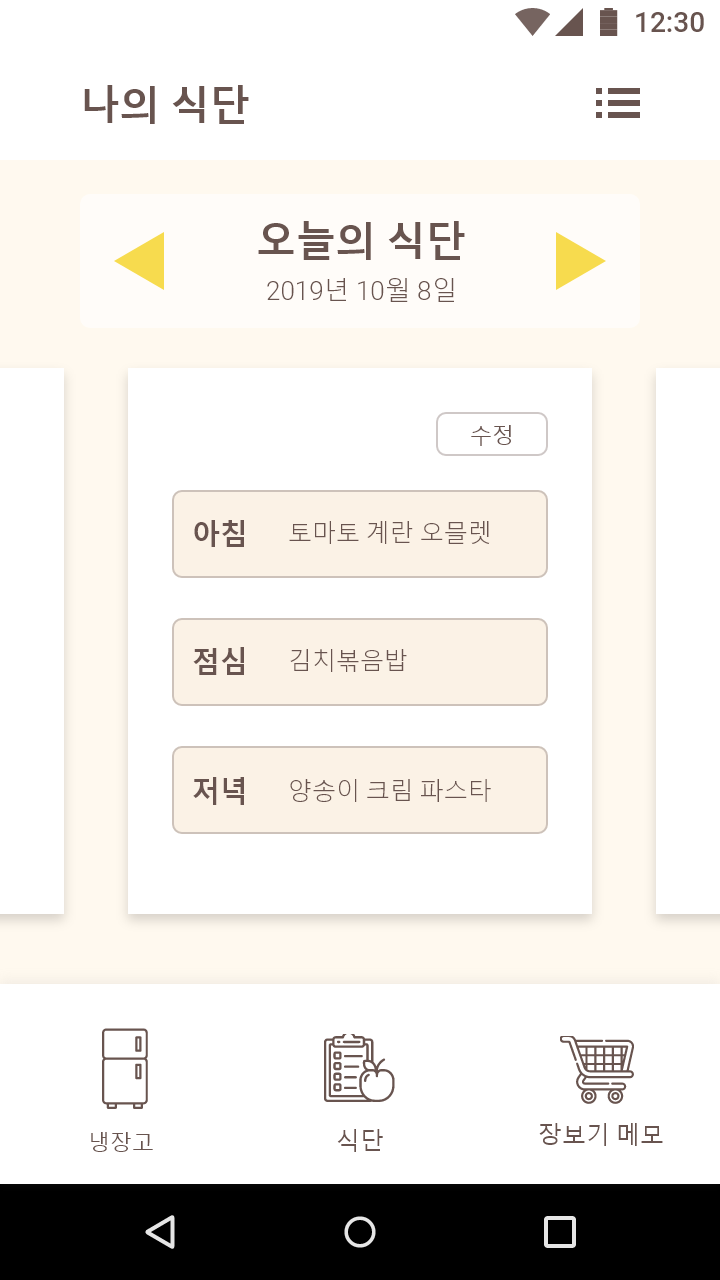 12:30
나의 식단
오늘의 식단
2019년 10월 8일
수정
아침 토마토 계란 오믈렛
점심 김치볶음밥
저녁 양송이 크림 파스타
냉장고 식단 장보기 메모